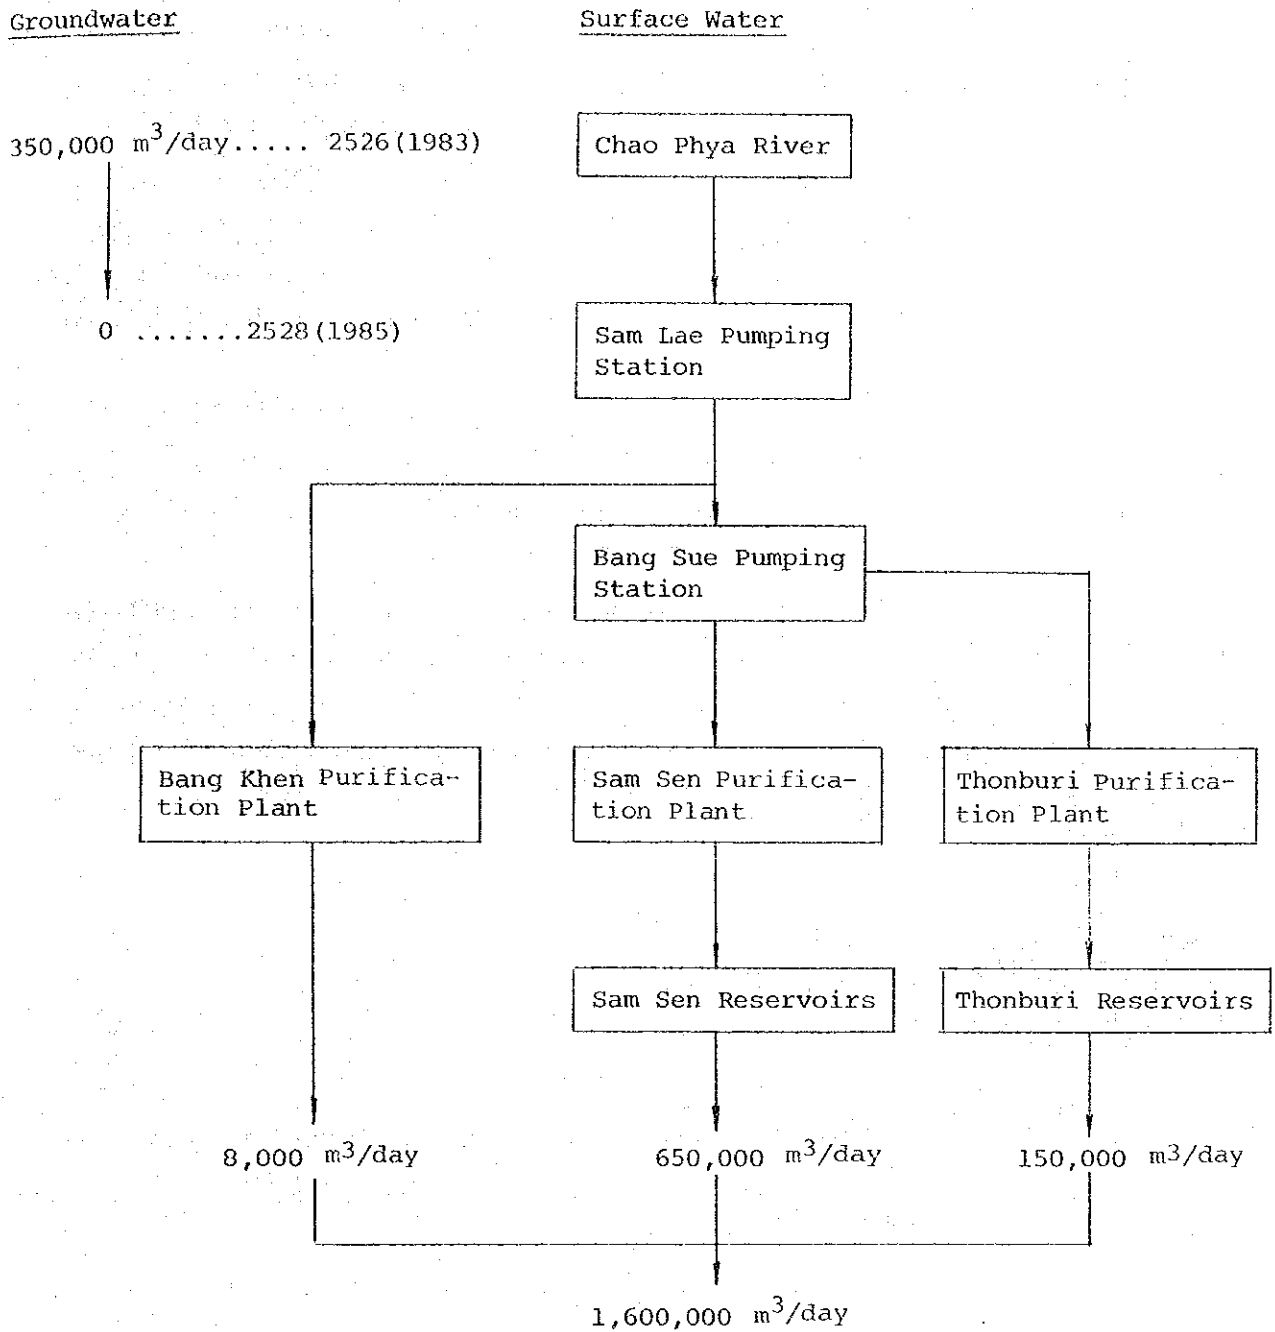 Groundwater
Surface Water
350,000 m³/day..... 2526(1983)
0 .......2528(1985)
Chao Phya River
Sam Lae Pumping
Station
Bang Sue Pumping
Station
Bang Khen Purifica-
tion Plant
Sam Sen Purifica-
tion Plant
Thonburi Purifica-
tion Plant
Sam Sen Reservoirs
Thonburi Reservoirs
8,000 m³/day
650,000 m³/day
150,000 m³/day
1,600,000 m³/day